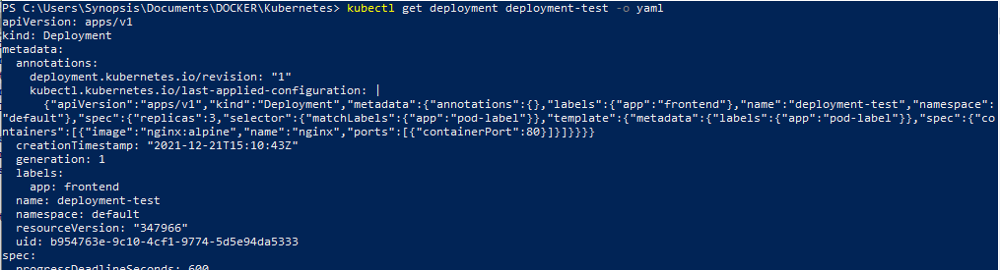 PS C:\Users\Synopsis\Documents\DOCKER\Kubernetes> kubectl get deployment deployment-test -o yaml
apiVersion: apps/v1
kind: Deployment
metadata:
  annotations:
    deployment.kubernetes.io/revision: "1"
    kubectl.kubernetes.io/last-applied-configuration: |
      {"apiVersion":"apps/v1","kind":"Deployment","metadata":{"annotations":{},"labels":{"app":"frontend"},"name":"deployment-test","namespace":
"default"},"spec":{"replicas":3,"selector":{"matchLabels":{"app":"pod-label"}},"template":{"metadata":{"labels":{"app":"pod-label"}},"spec":{"co
ntainers":[{"image":"nginx:alpine","name":"nginx","ports":[{"containerPort":80}]}]}}}}
  creationTimestamp: "2021-12-21T15:10:43Z"
  generation: 1
  labels:
    app: frontend
  name: deployment-test
  namespace: default
  resourceVersion: "347966"
  uid: b954763e-9c10-4cf1-9774-5d5e94da5333
spec:
  progressDeadlineSeconds: 600